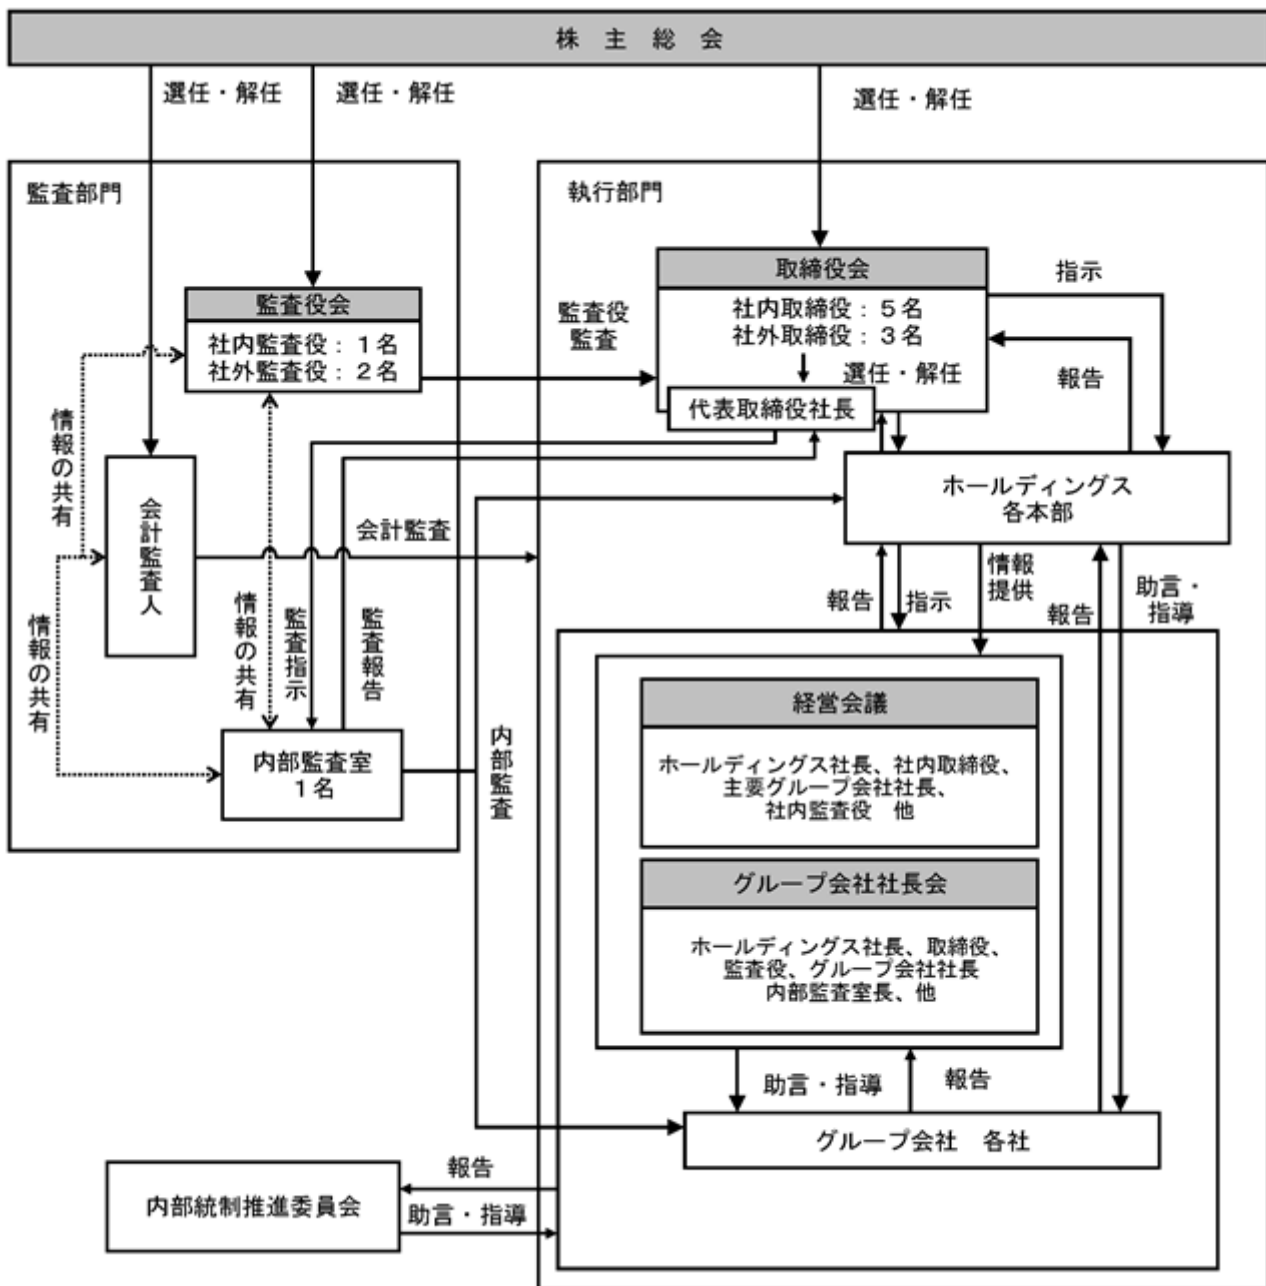 株 主 総 会
選任・解任
選任・解任
選任・解任
監査部門
執行部門
監査役会
社内監査役：１名
社外監査役：２名
監査役
監査
取締役会
社内取締役：５名
社外取締役：３名
選任・解任
代表取締役社長
指示
報告
情報の共有
会計監査人
会計監査
ホールディングス
各本部
情報の共有
情報の共有
監査指示
監査報告
報告
指示
情報
提供
報告
助言・
指導
内部監査室
１名
内部監査
経営会議
ホールディングス社長、社内取締役、
主要グループ会社社長、
社内監査役　他
グループ会社社長会
ホールディングス社長、取締役、
監査役、グループ会社社長
内部監査室長、他
助言・指導
報告
グループ会社　各社
内部統制推進委員会
報告
助言・指導